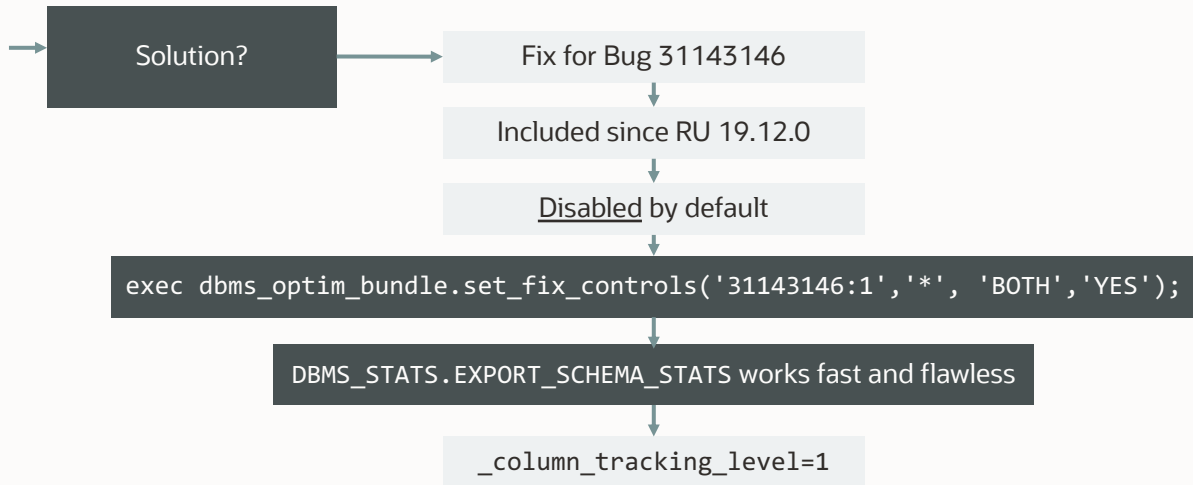 Solution?
Fix for Bug 31143146
Included since RU 19.12.0
Disabled by default
exec dbms_optim_bundle.set_fix_controls('31143146:1','*', 'BOTH','YES');
DBMS_STATS.EXPORT_SCHEMA_STATS works fast and flawless
_column_tracking_level=1